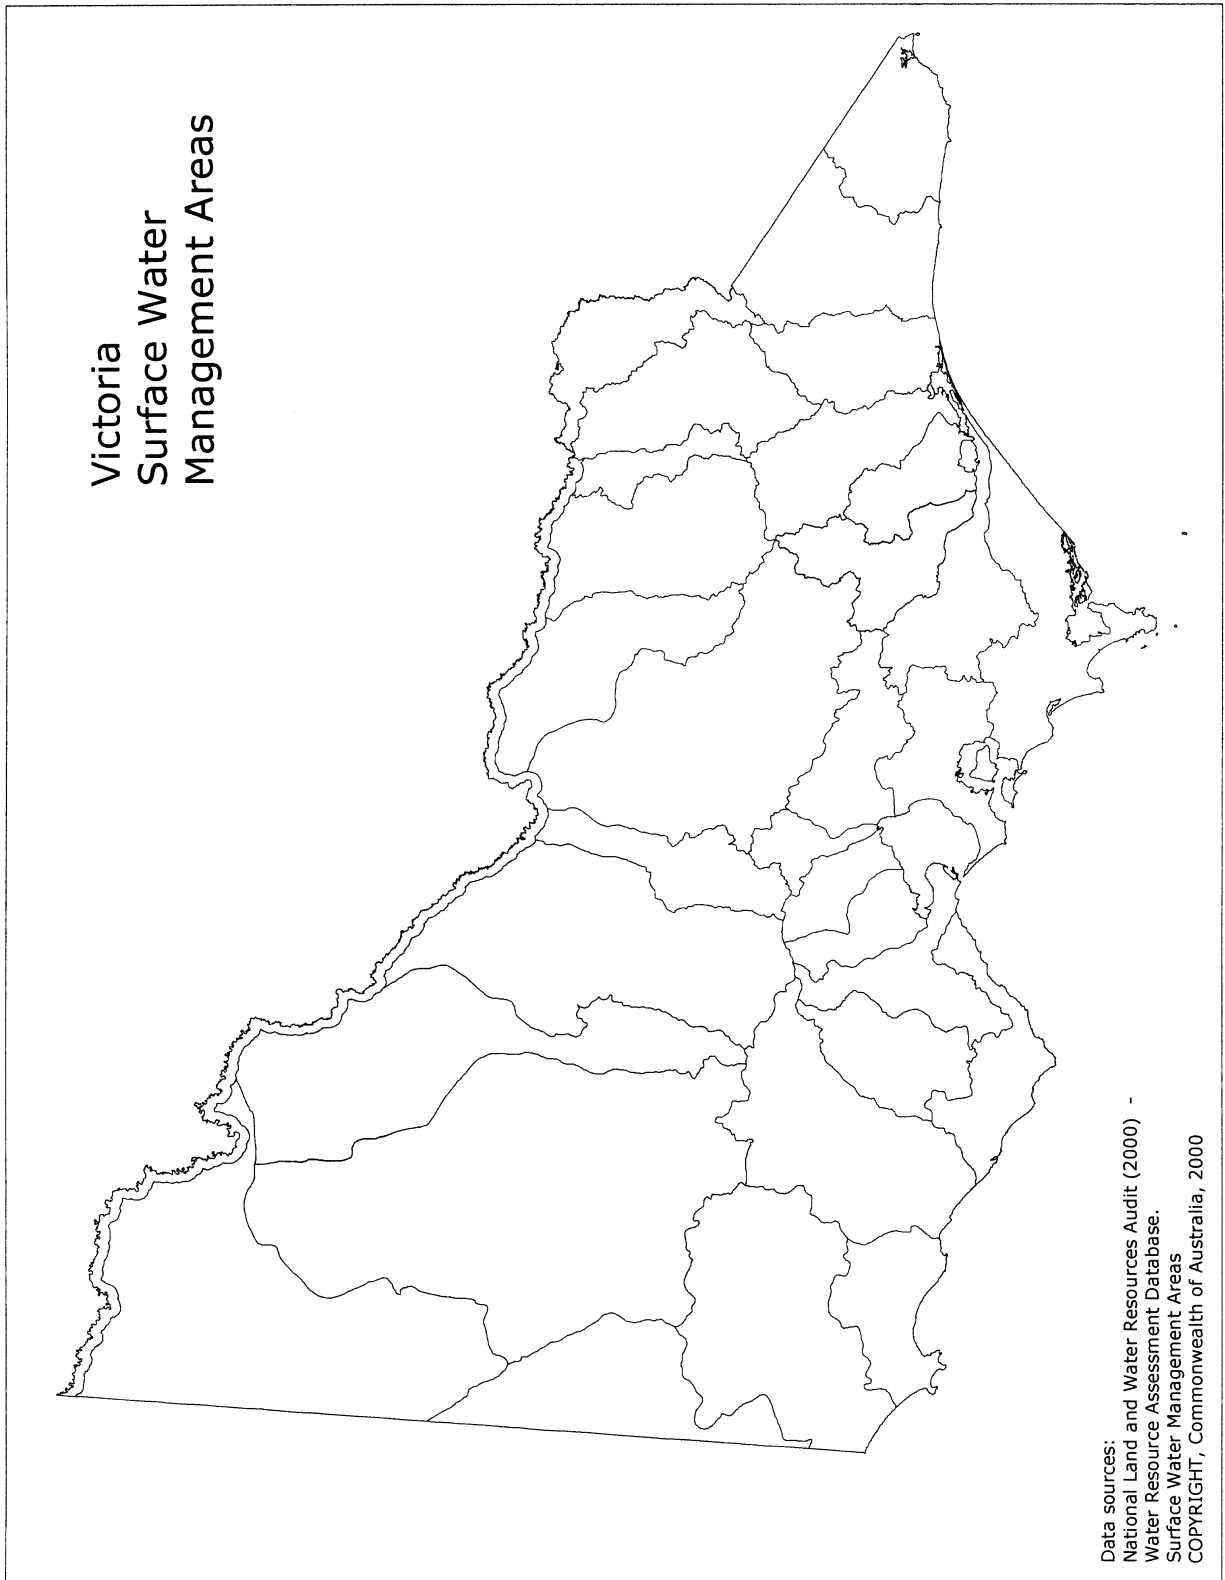 Victoria
Surface Water
Management Areas
Data sources:
National Land and Water Resources Audit (2000) -
Water Resource Assessment Database.
Surface Water Management Areas
COPYRIGHT, Commonwealth of Australia, 2000